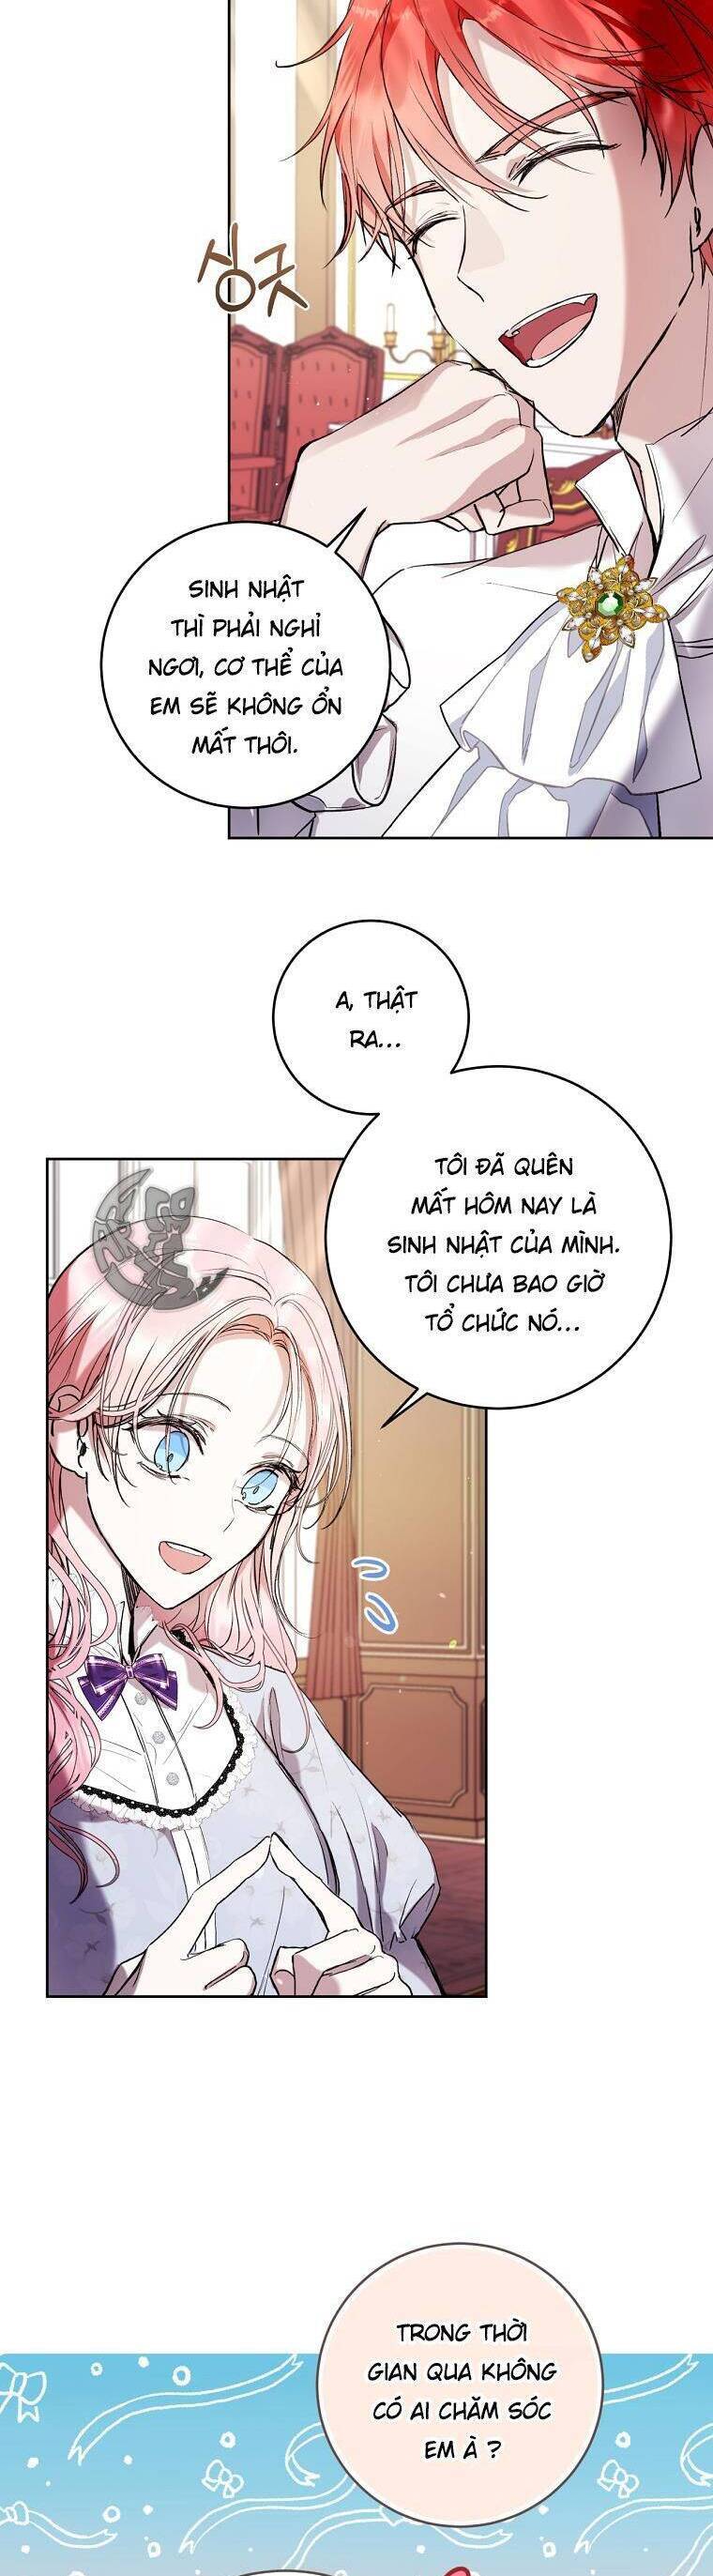 싱긋
SINH NHẬT
THÌ PHẢI NGHỈ
NGƠI, CƠ THỂ CỦA
EM SẼ KHÔNG ỔN
MẤT THÔI.
A, THẬT
RA...
TÔI ĐÃ QUÊN
MẤT HÔM NAY LÀ
SINH NHẬT CỦA MÌNH.
TÔI CHƯA BAO GIỜ
TỔ CHỨC NÓ...
TRONG THỜI
GIAN QUA KHÔNG
CÓ AI CHĂM SÓC
EM À ?